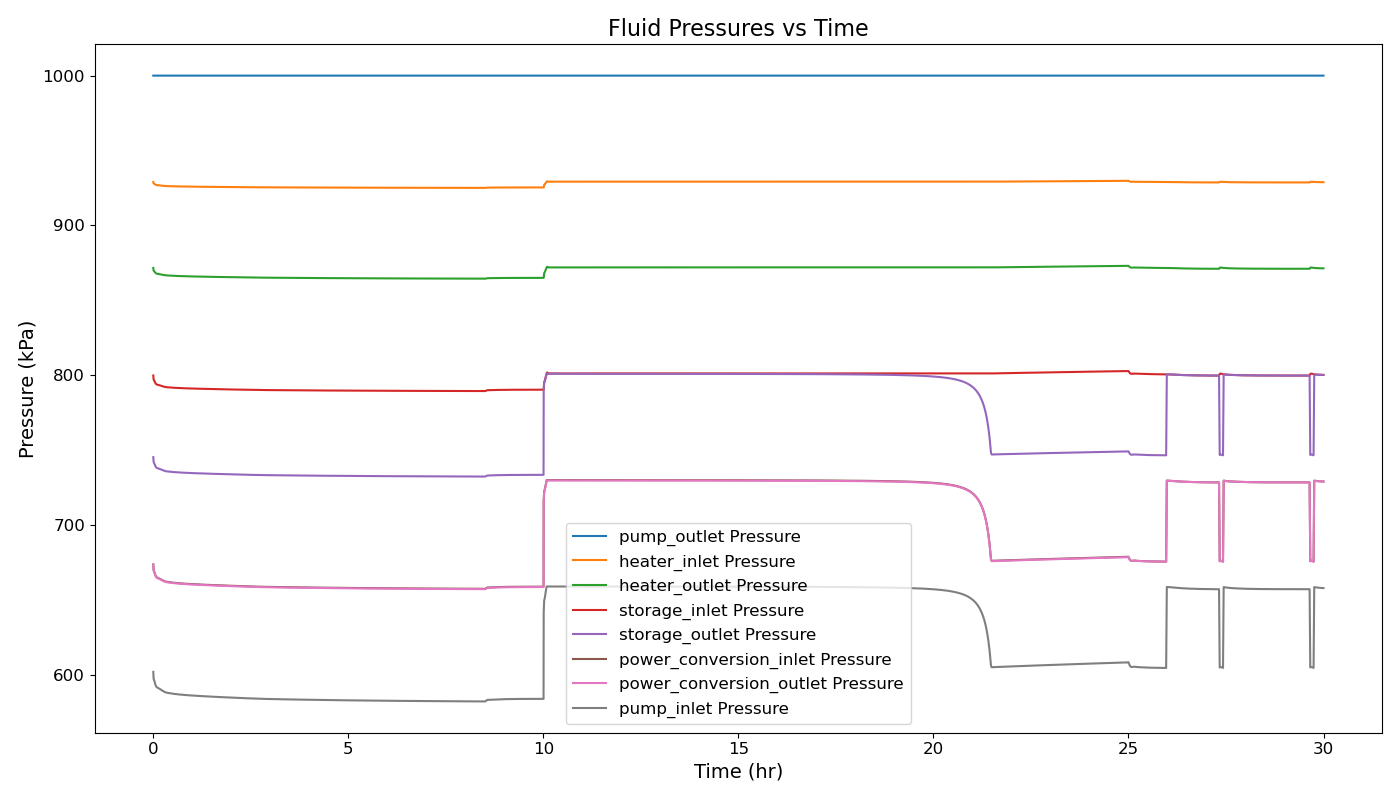 Fluid Pressures vs Time
Pressure (kPa)
1000
900
800
700
600
pump_outlet Pressure
heater_inlet Pressure
heater_outlet Pressure
storage_inlet Pressure
storage_outlet Pressure
power_conversion_inlet Pressure
power_conversion_outlet Pressure
pump_inlet Pressure
0 5 10 15 20 25 30
Time (hr)